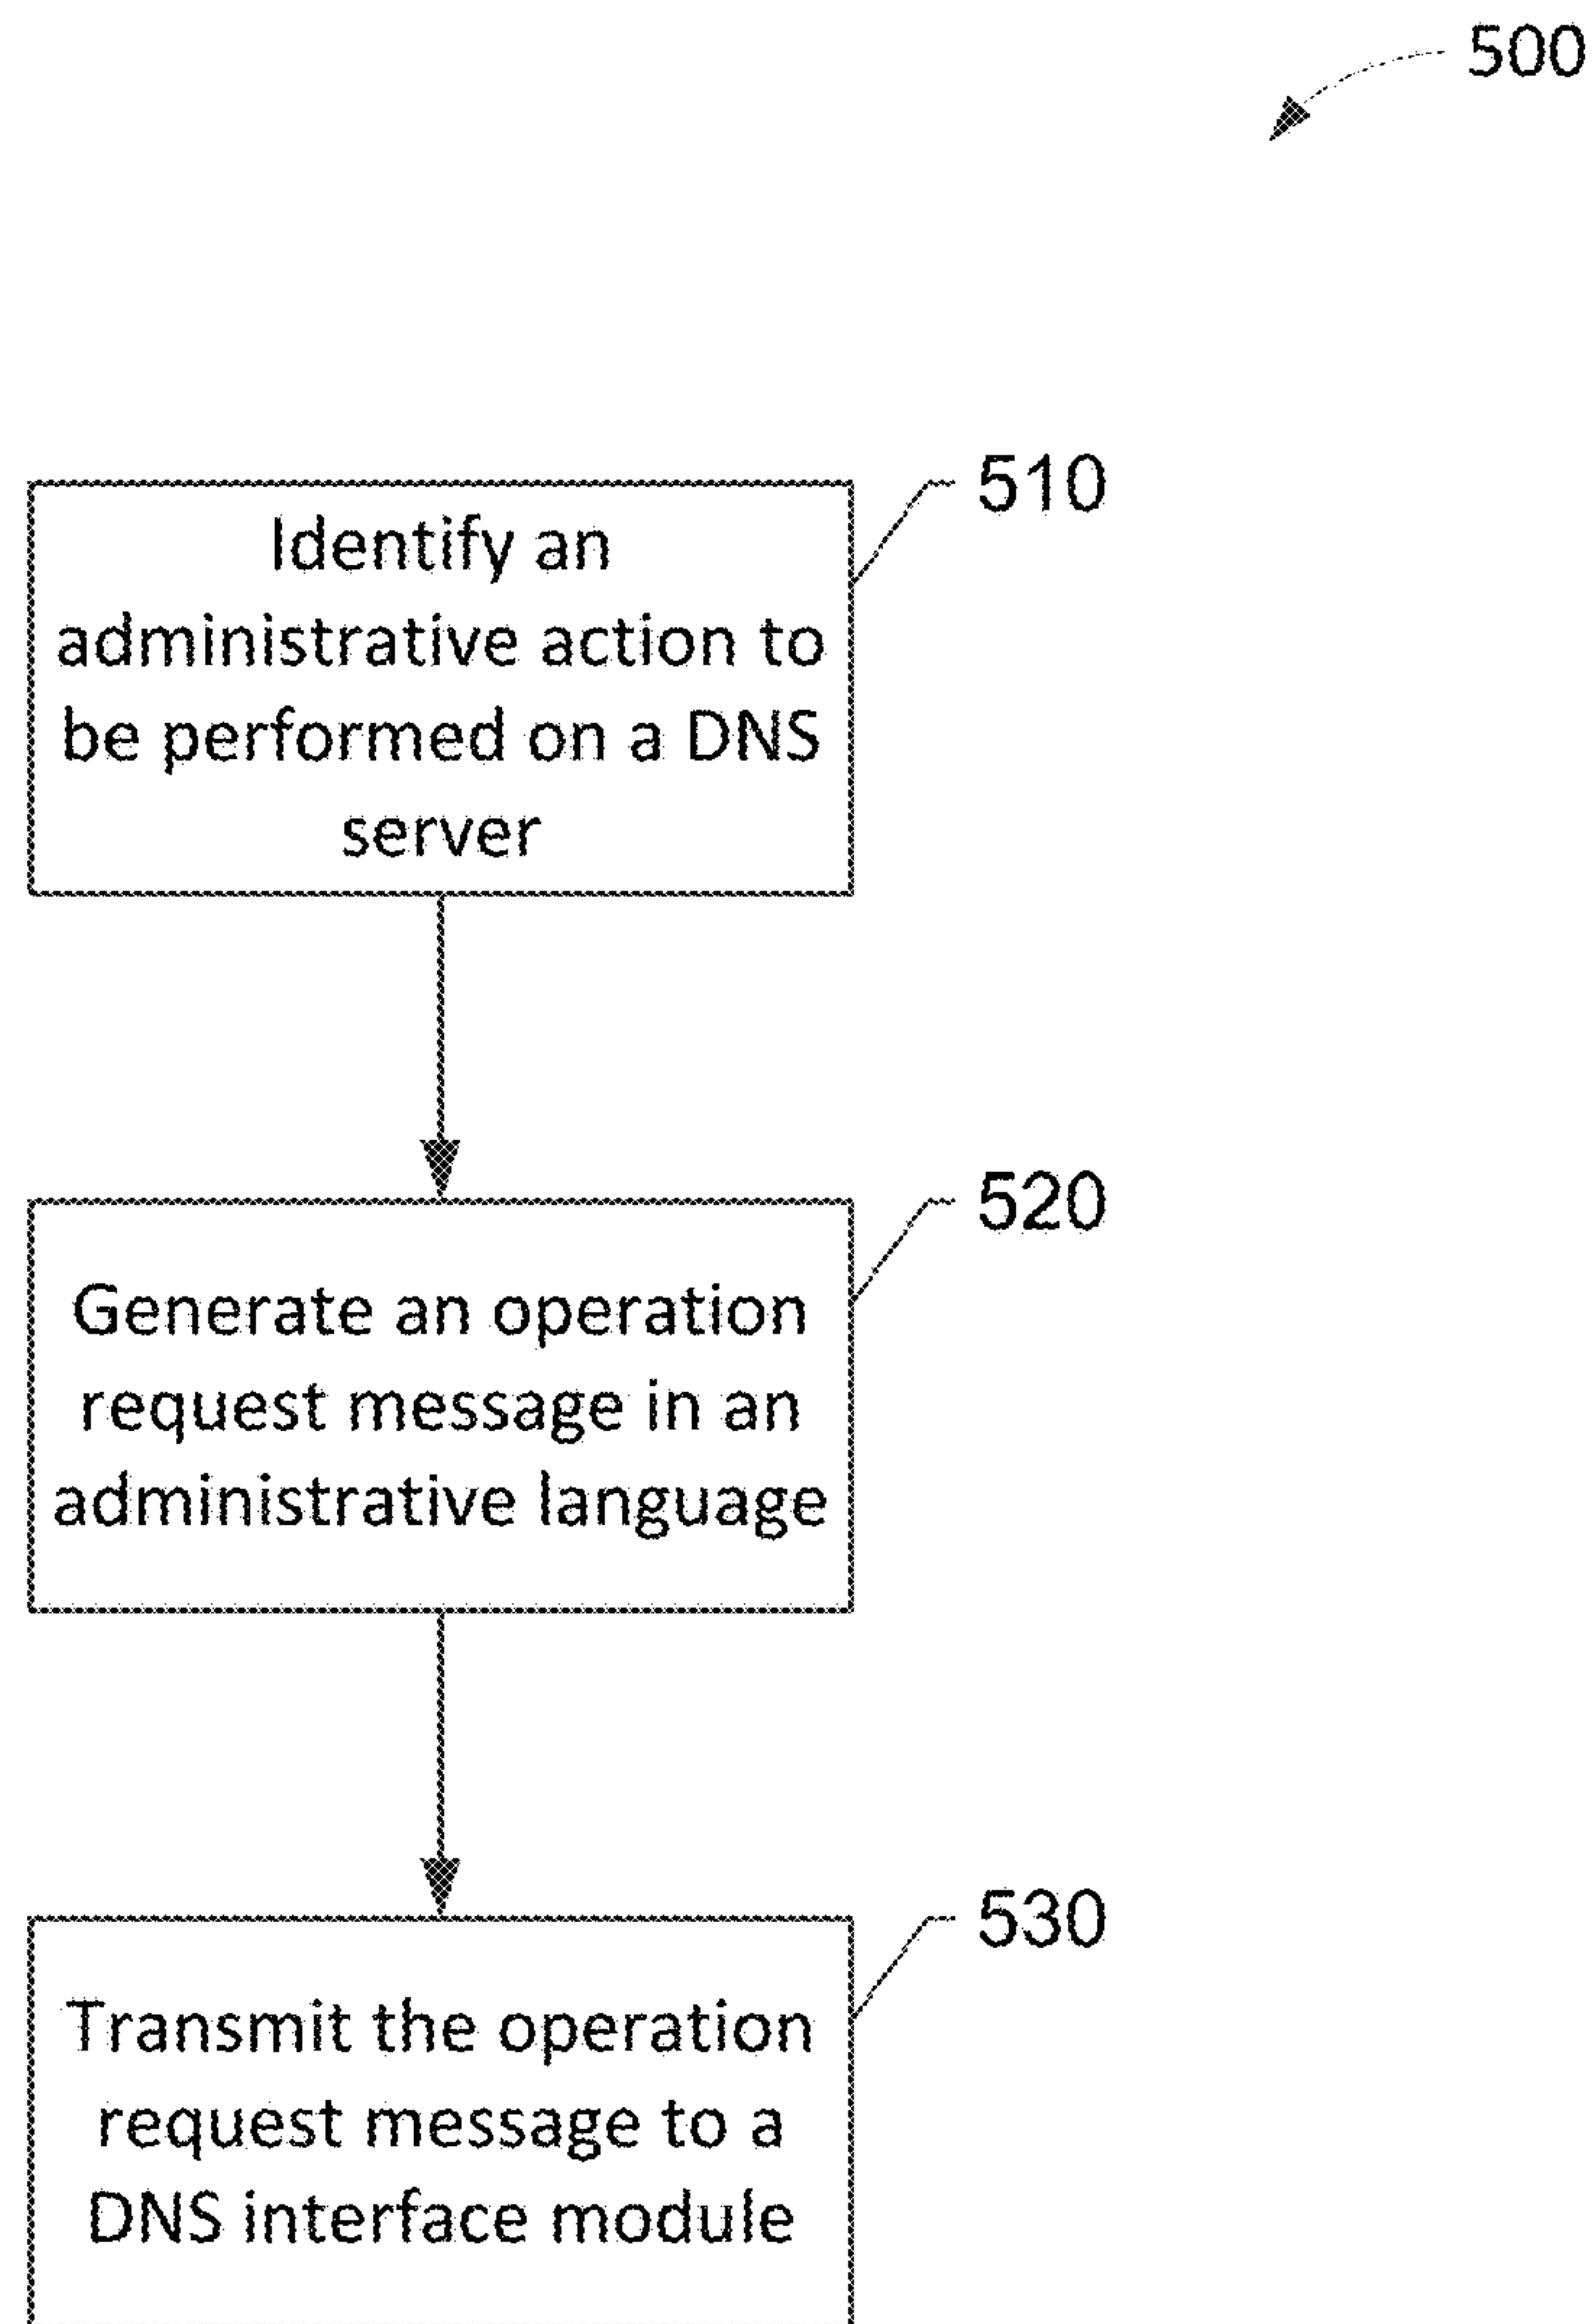 500
510
Identify an
administrative action to
be performed on a DNS
server
520
Generate an operation
request message in an
administrative language
530
Transmit the operation
request message to a
DNS interface module